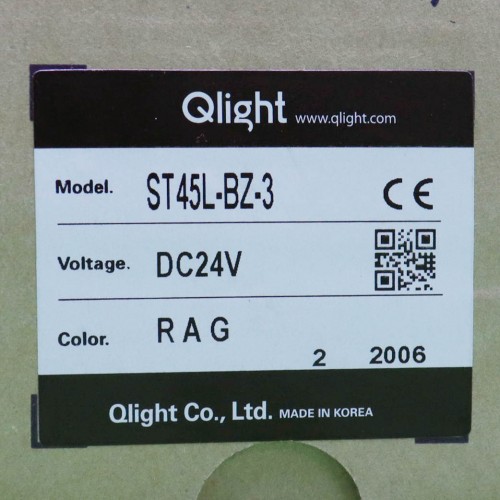 Qlight www.qlight.com
Model. ST45L-BZ-3 CE
Voltage. DC24V
Color. R A G
2 2006
Qlight Co., Ltd. MADE IN KOREA